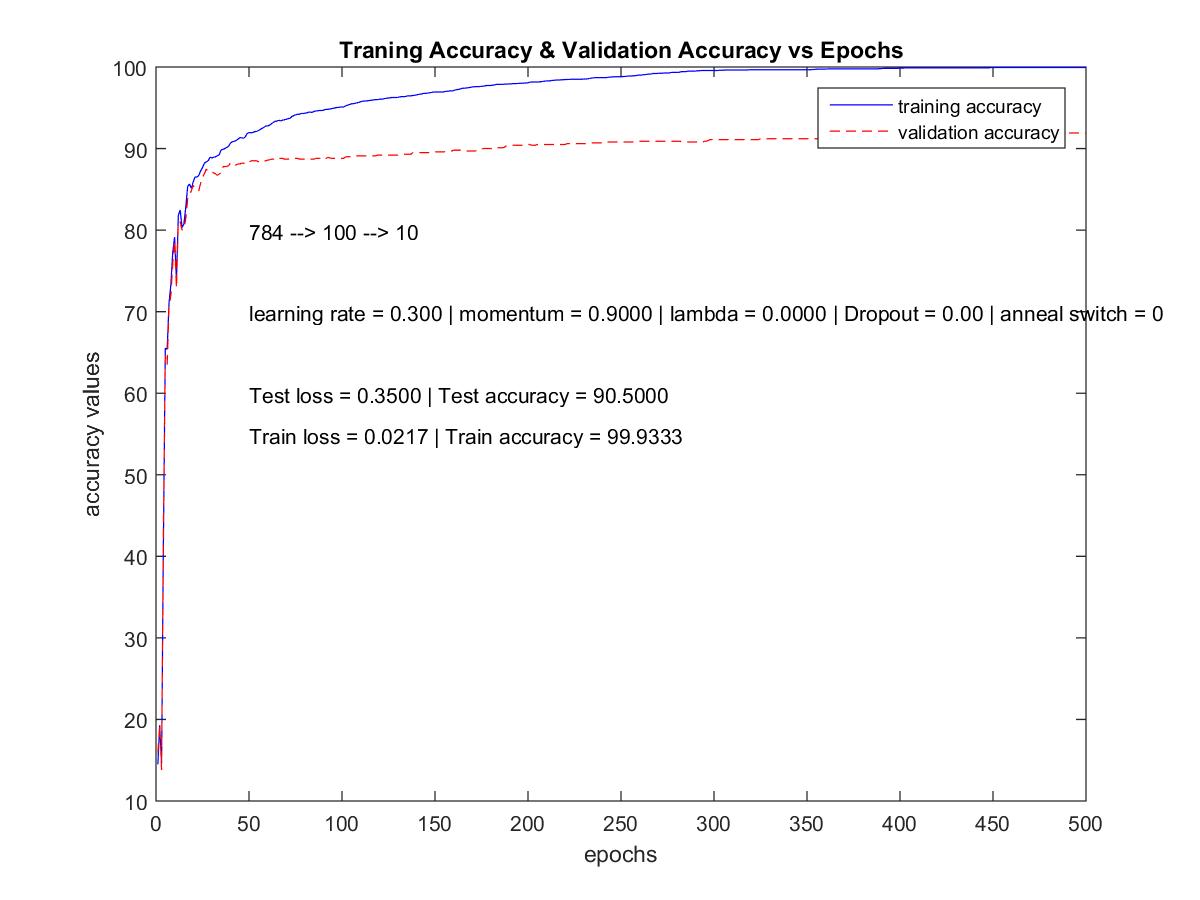 Traning Accuracy & Validation Accuracy vs Epochs
100
90
80
70
60
50
40
30
20
10
accuracy values
training accuracy
validation accuracy
784 --> 100 --> 10
learning rate = 0.300 | momentum = 0.9000 | lambda = 0.0000 | Dropout = 0.00 | anneal switch = 0
Test loss = 0.3500 | Test accuracy = 90.5000
Train loss = 0.0217 | Train accuracy = 99.9333
0 50 100 150 200 250 300 350 400 450 500
epochs